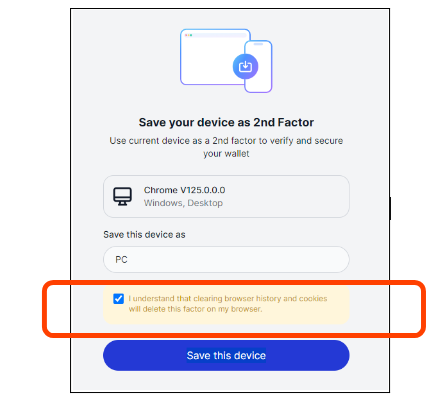 Save your device as 2nd Factor
Use current device as a 2nd factor to verify and secure
your wallet
Chrome V125.0.0.0
Windows, Desktop
Save this device as
PC
I understand that clearing browser history and cookies
will delete this factor on my browser.
Save this device